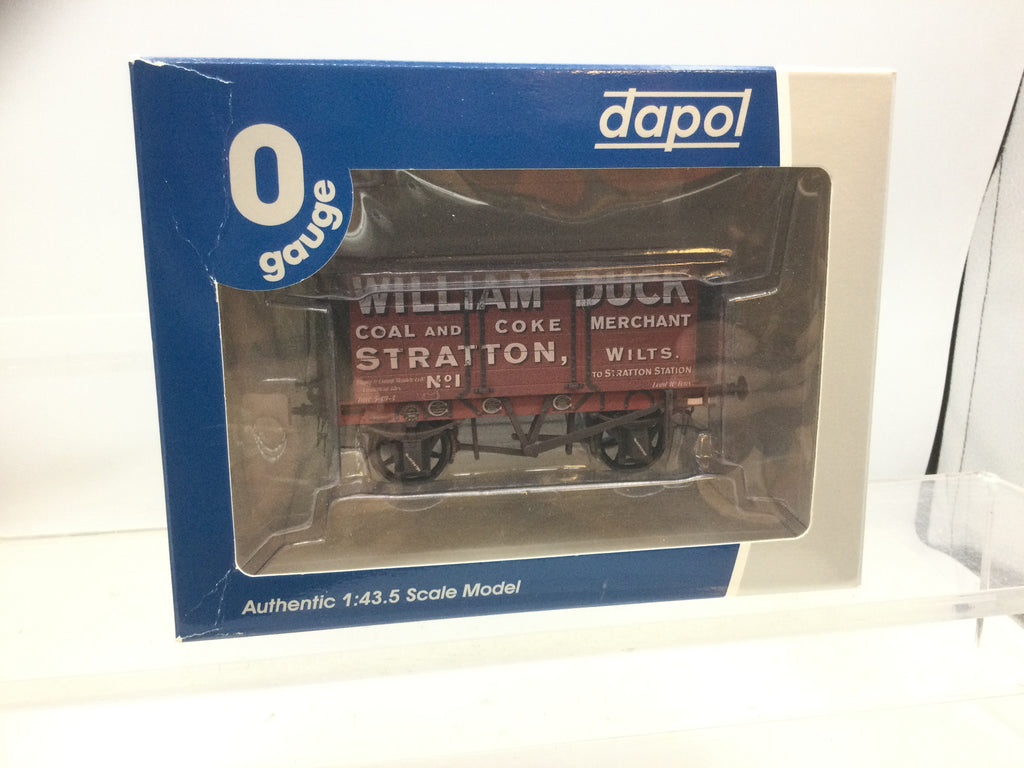 dapol
0
gauge
WILLIAM DUCK
COAL AND COKE MERCHANT
STRATTON, WILTS.
Nº1 TO STRATTON STATION
Authentic 1:43.5 Scale Model